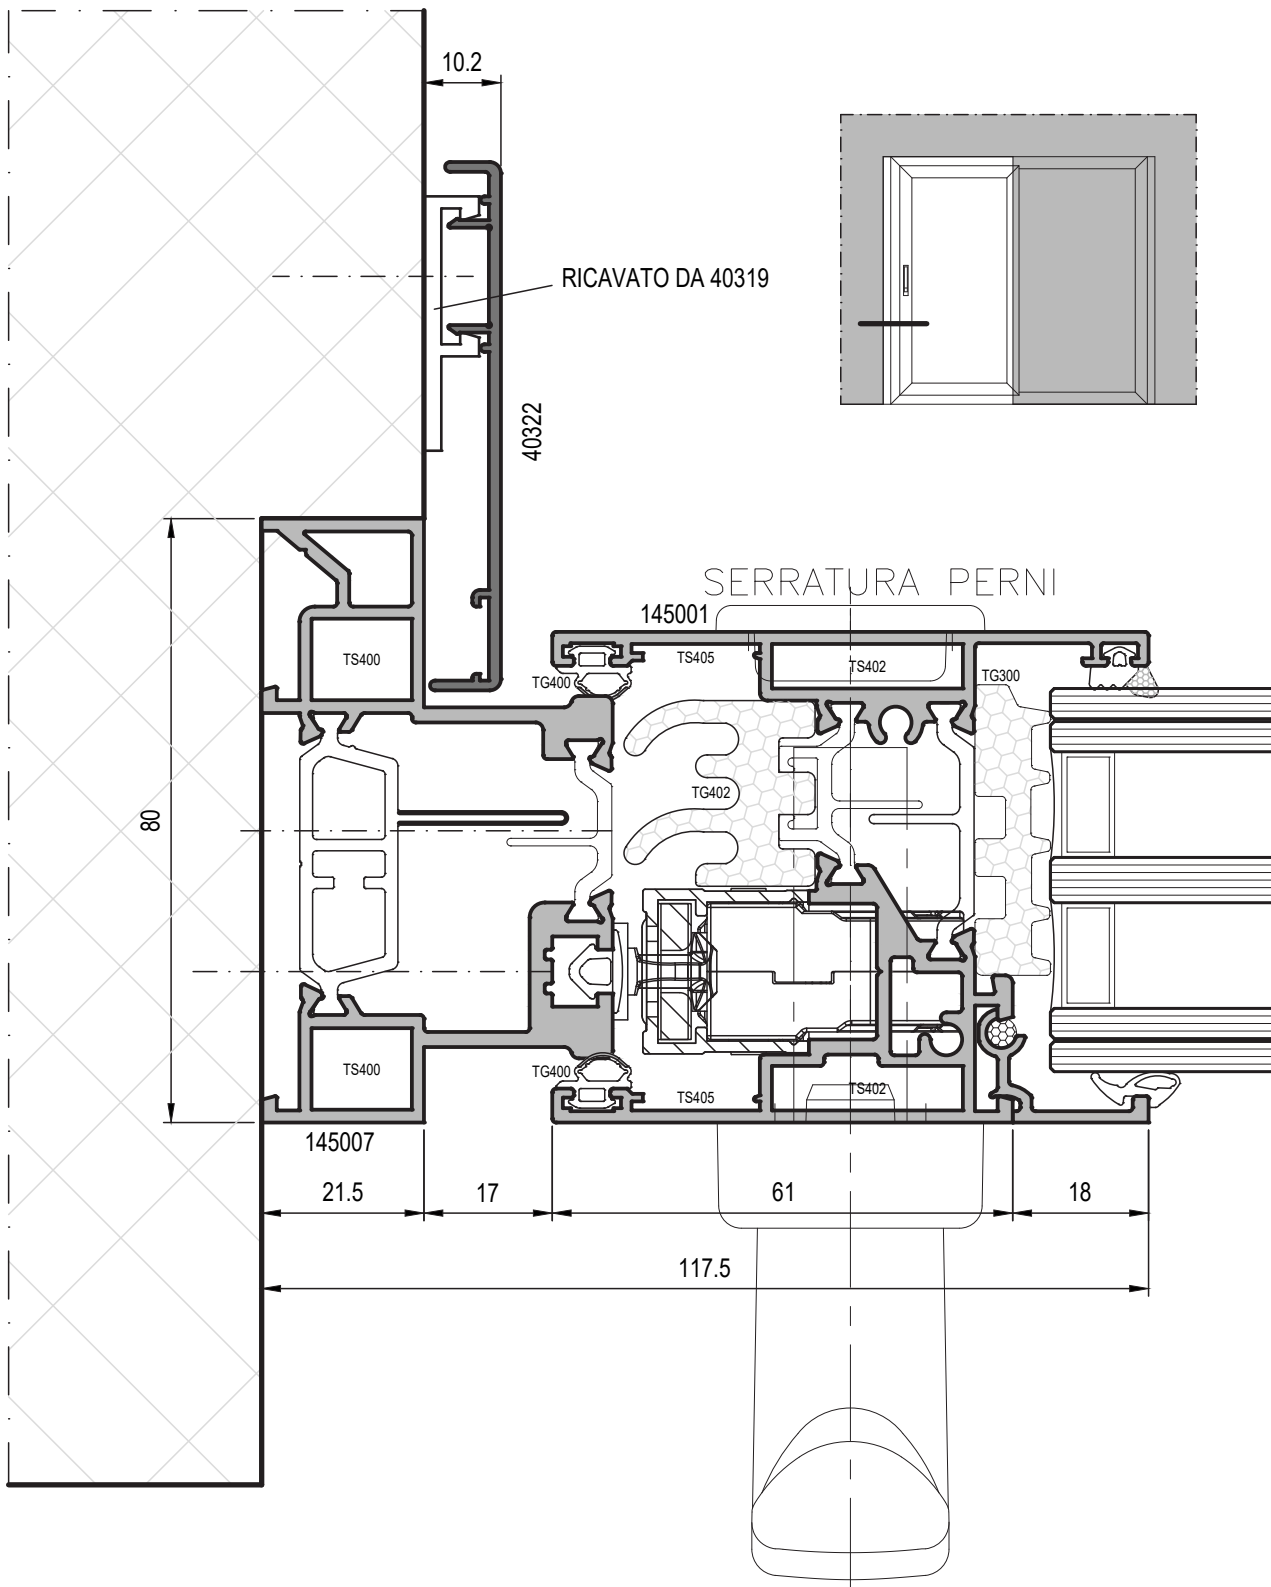 10.2
RICAVATO DA 40319
40322
SERRATURA PERNI
145001
TS400
TS405
TS402
TG400
TG300
TG402
80
TS400
TG400
TS405
TS402
145007
21.5
17
61
18
117.5